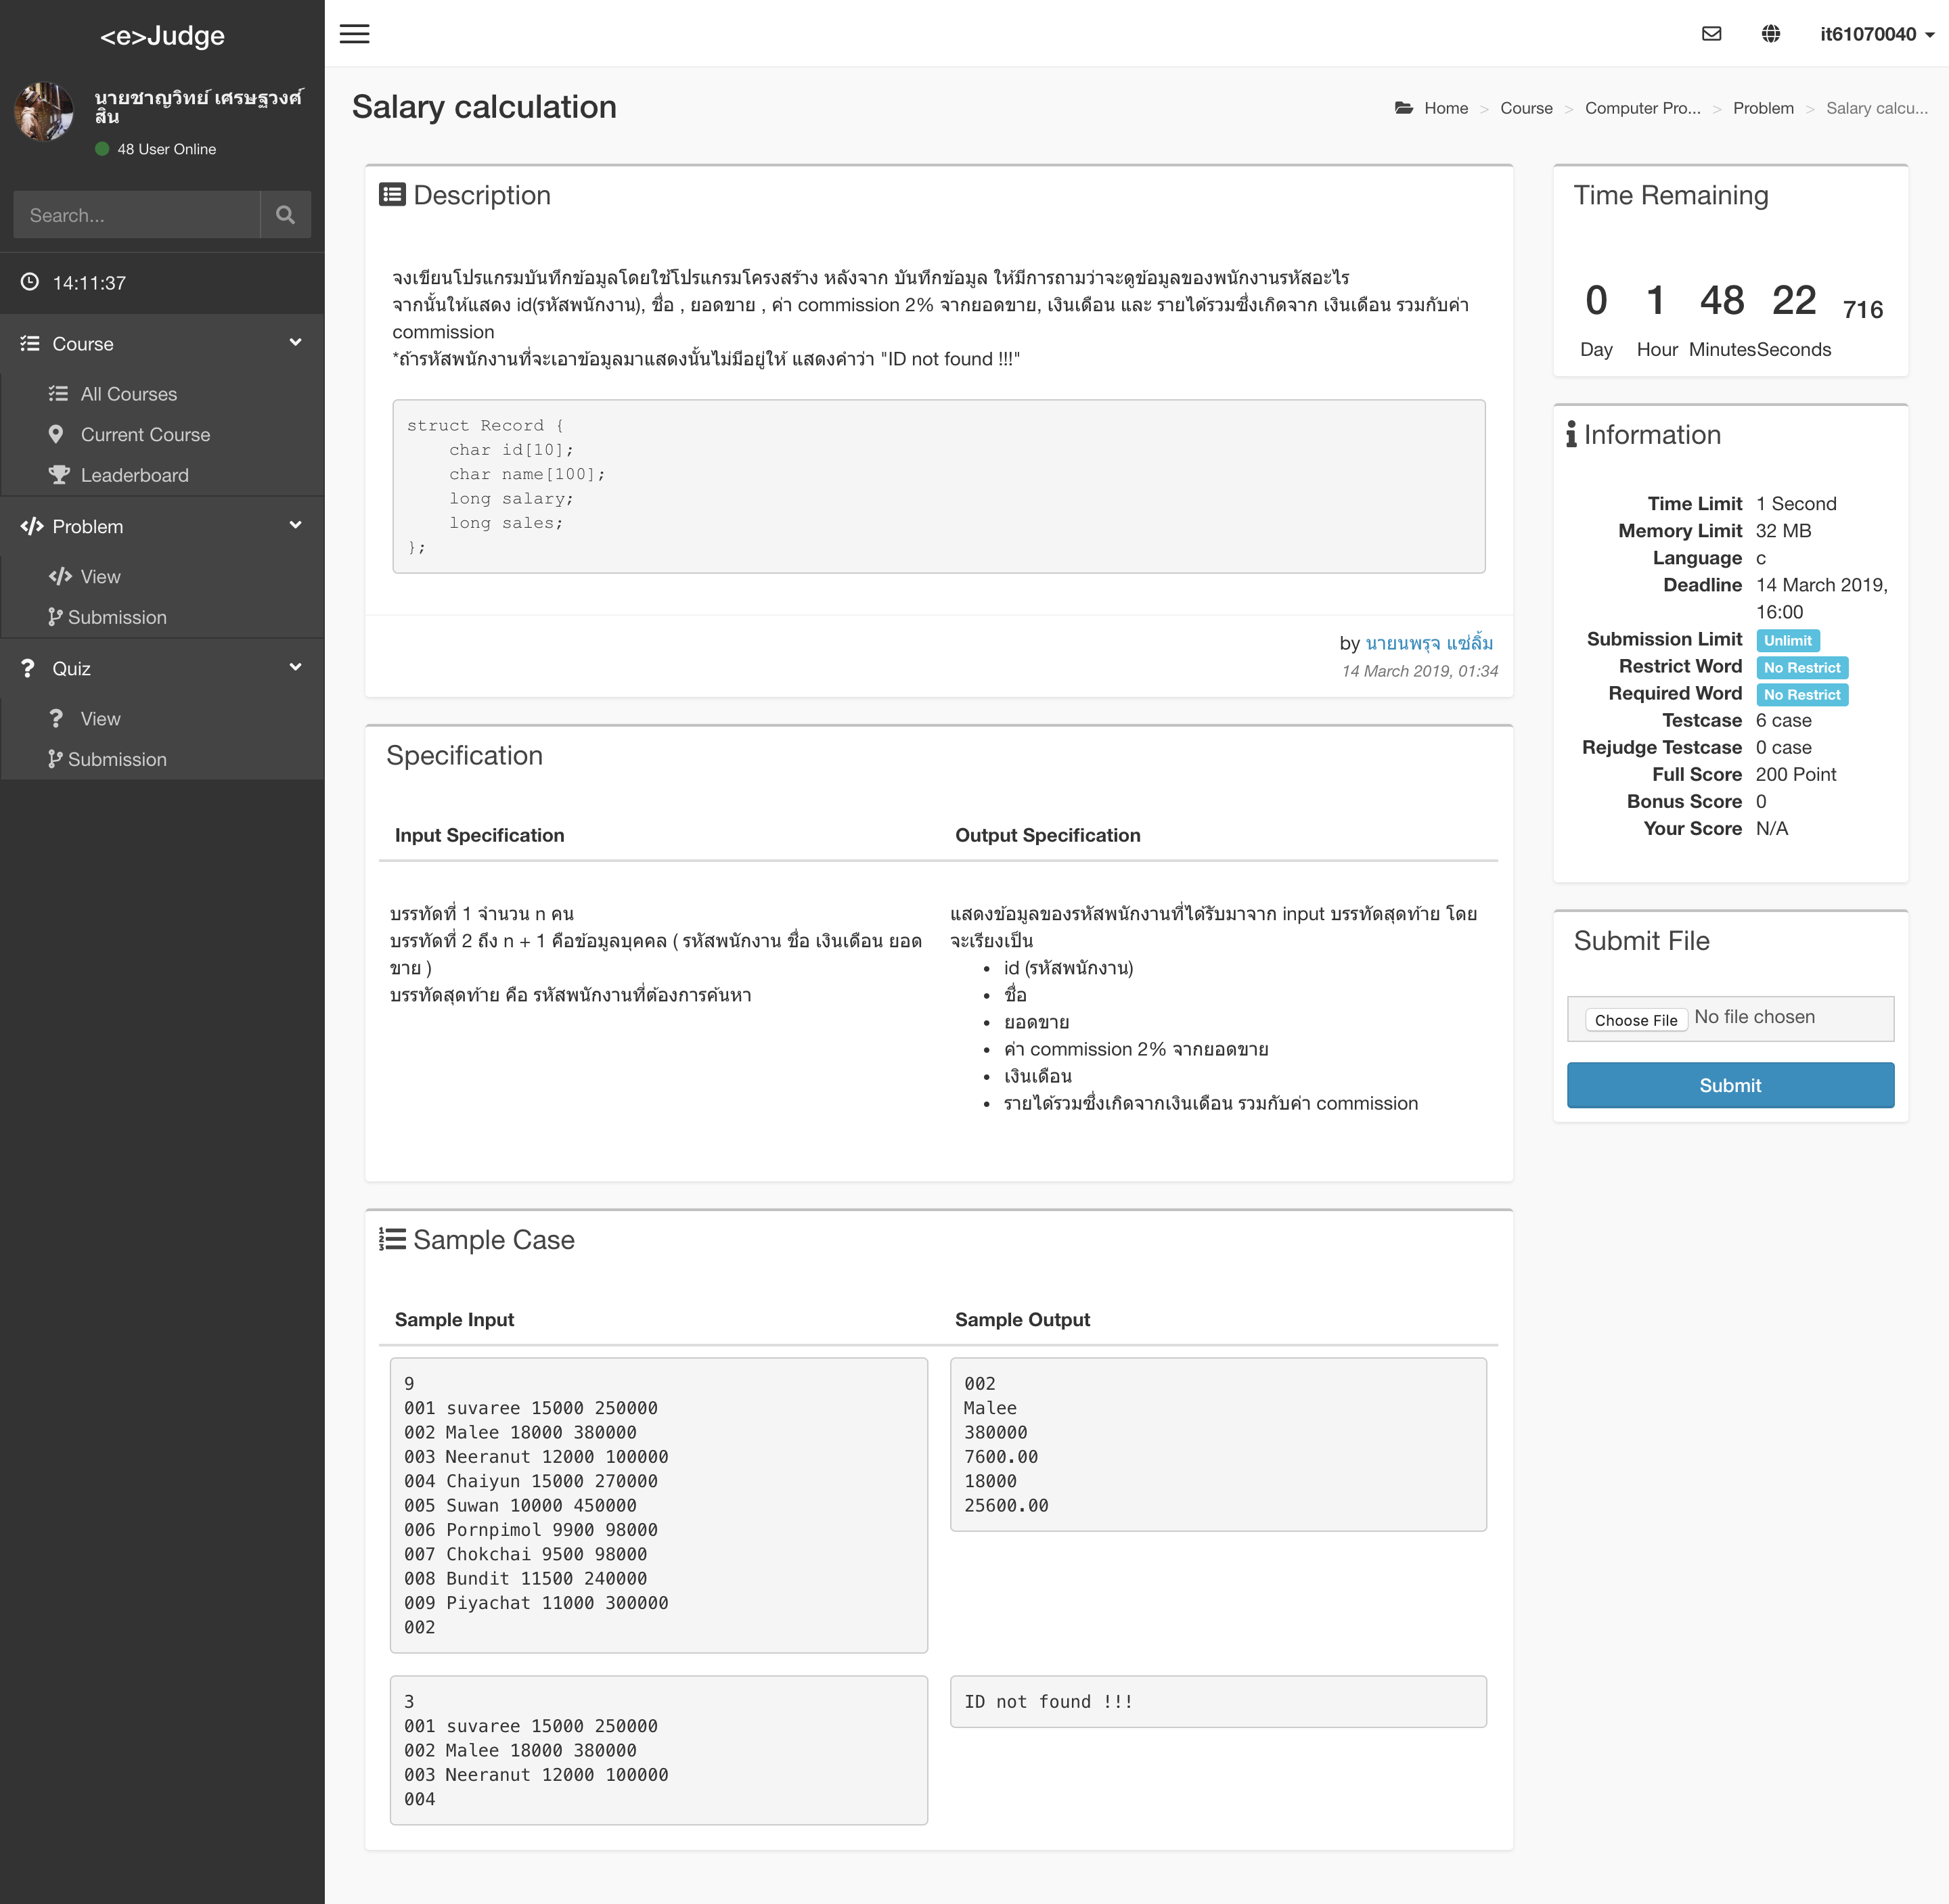 <e>Judge
นายชาญวิทย์ เศรษฐวงศ์
สิน
48 User Online
Search...
14:11:37
Course
All Courses
Current Course
Leaderboard
Problem
View
Submission
Quiz
View
Submission
it61070040
Salary calculation
Home > Course > Computer Pro... > Problem > Salary calcu...
Description
จงเขียนโปรแกรมบันทึกข้อมูลโดยใช้โปรแกรมโครงสร้าง หลังจาก บันทึกข้อมูล ให้มีการถามว่าจะดูข้อมูลของพนักงานรหัสอะไร
จากนั้นให้แสดง id(รหัสพนักงาน), ชื่อ , ยอดขาย , ค่า commission 2% จากยอดขาย, เงินเดือน และ รายได้รวมซึ่งเกิดจาก เงินเดือน รวมกับค่า
commission
*ถ้ารหัสพนักงานที่จะเอาข้อมูลมาแสดงนั้นไม่มีอยู่ให้ แสดงคำว่า "ID not found !!!"
struct Record {
    char id[10];
    char name[100];
    long salary;
    long sales;
};
by นายนพรุจ แซ่ลิ้ม
14 March 2019, 01:34
Specification
Input Specification
บรรทัดที่ 1 จำนวน n คน
บรรทัดที่ 2 ถึง n + 1 คือข้อมูลบุคคล ( รหัสพนักงาน ชื่อ เงินเดือน ยอด
ขาย )
บรรทัดสุดท้าย คือ รหัสพนักงานที่ต้องการค้นหา
Output Specification
แสดงข้อมูลของรหัสพนักงานที่ได้รับมาจาก input บรรทัดสุดท้าย โดย
จะเรียงเป็น
• id (รหัสพนักงาน)
• ชื่อ
• ยอดขาย
• ค่า commission 2% จากยอดขาย
• เงินเดือน
• รายได้รวมซึ่งเกิดจากเงินเดือน รวมกับค่า commission
Sample Case
Sample Input
Sample Output
9
001 suvaree 15000 250000
002 Malee 18000 380000
003 Neeranut 12000 100000
004 Chaiyun 15000 270000
005 Suwan 10000 450000
006 Pornpimol 9900 98000
007 Chokchai 9500 98000
008 Bundit 11500 240000
009 Piyachat 11000 300000
002
002
Malee
380000
7600.00
18000
25600.00
3
001 suvaree 15000 250000
002 Malee 18000 380000
003 Neeranut 12000 100000
004
ID not found !!!
Time Remaining
0 1 48 22 716
Day Hour Minutes Seconds
Information
Time Limit 1 Second
Memory Limit 32 MB
Language c
Deadline 14 March 2019,
16:00
Submission Limit Unlimit
Restrict Word No Restrict
Required Word No Restrict
Testcase 6 case
Rejudge Testcase 0 case
Full Score 200 Point
Bonus Score 0
Your Score N/A
Submit File
Choose File No file chosen
Submit